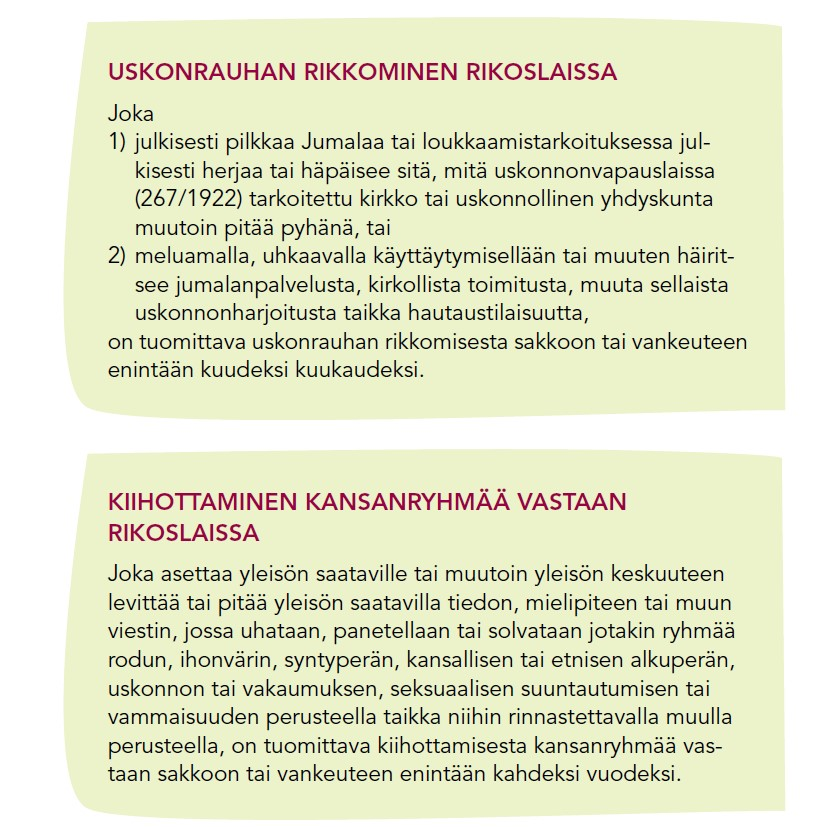 USKONRAUHAN RIKKOMINEN RIKOSLAISSA
Joka
1) julkisesti pilkkaa Jumalaa tai loukkaamistarkoituksessa jul-
kisesti herjaa tai häpäisee sitä, mitä uskonnonvapauslaissa
(267/1922) tarkoitettu kirkko tai uskonnollinen yhdyskunta
muutoin pitää pyhänä, tai
2) meluamalla, uhkaavalla käyttäytymisellään tai muuten häirit-
see jumalanpalvelusta, kirkollista toimitusta, muuta sellaista
uskonnonharjoitusta taikka hautaustilaisuutta,
on tuomittava uskonrauhan rikkomisesta sakkoon tai vankeuteen
enintään kuudeksi kuukaudeksi.
KIIHOTTAMINEN KANSANRYHMÄÄ VASTAAN
RIKOSLAISSA
Joka asettaa yleisön saataville tai muutoin yleisön keskuuteen
levittää tai pitää yleisön saatavilla tiedon, mielipiteen tai muun
viestin, jossa uhataan, panetellaan tai solvataan jotakin ryhmää
rodun, ihonvärin, syntyperän, kansallisen tai etnisen alkuperän,
uskonnon tai vakaumuksen, seksuaalisen suuntautumisen tai
vammaisuuden perusteella taikka niihin rinnastettavalla muulla
perusteella, on tuomittava kiihottamisesta kansanryhmää vas-
taan sakkoon tai vankeuteen enintään kahdeksi vuodeksi.